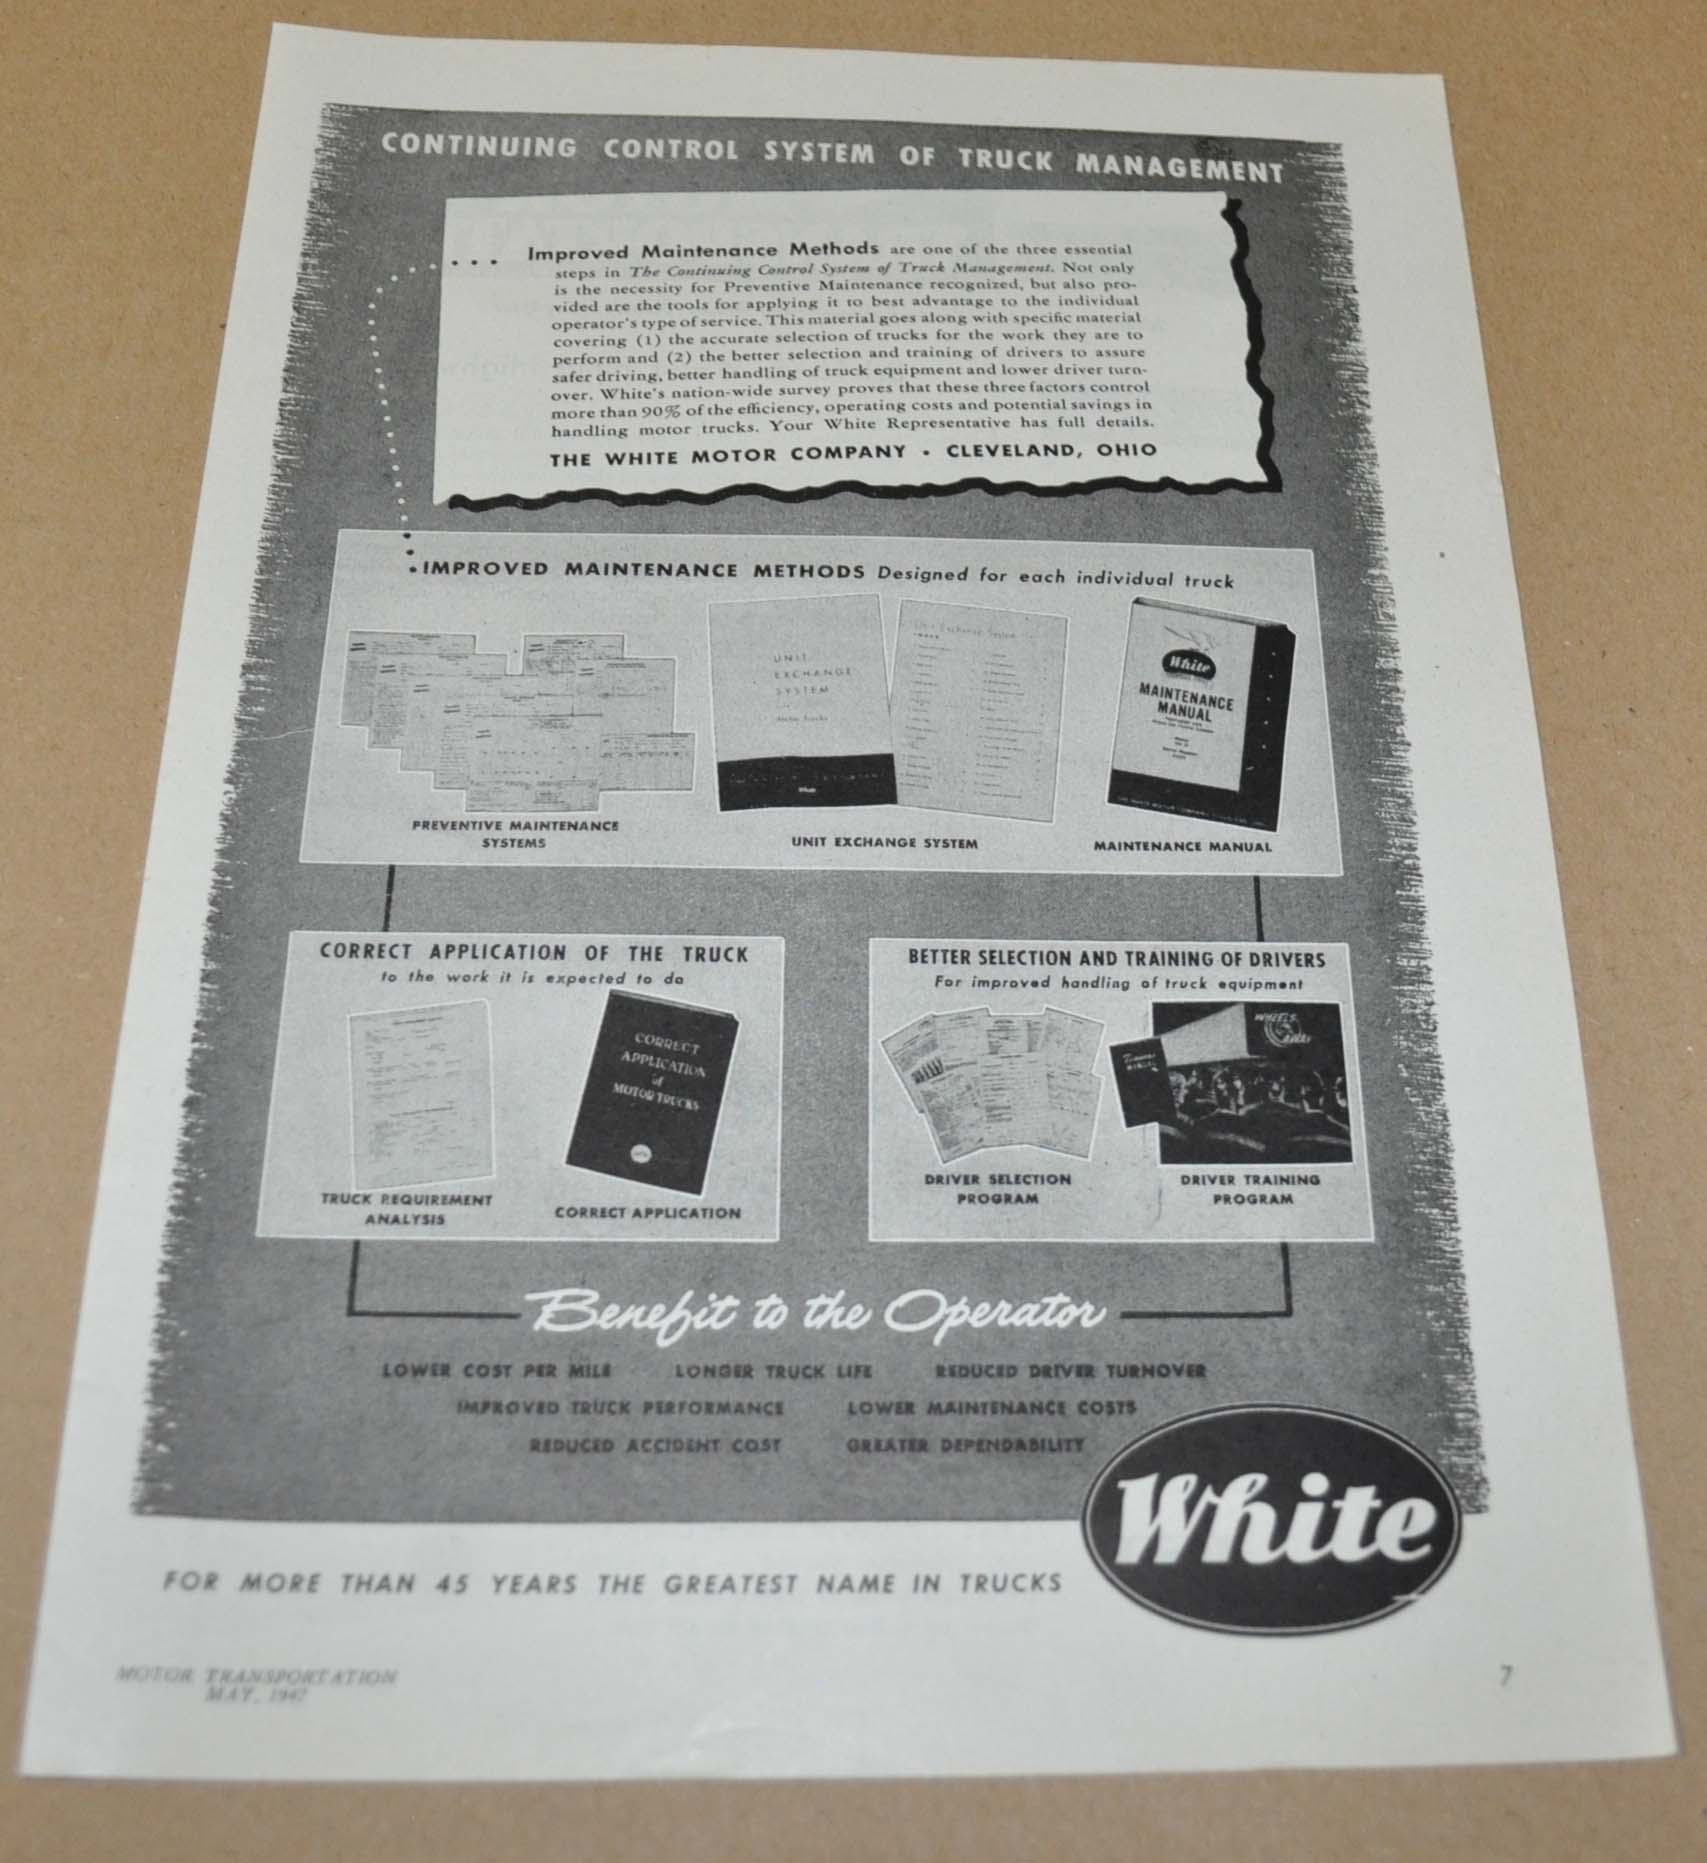 CONTINUING CONTROL SYSTEM OF TRUCK MANAGEMENT
... Improved Maintenance Methods are one of the three essential
steps in The Continuing Control System of Truck Management. Not only
is the necessity for Preventive Maintenance recognized, but also pro-
vided are the tools for applying it to best advantage to the individual
operator's type of service. This material goes along with specific material
covering (1) the accurate selection of trucks for the work they are to
perform and (2) the better selection and training of drivers to assure
safer driving, better handling of truck equipment and lower driver turn-
over. White's nation-wide survey proves that these three factors control
more than 90% of the efficiency, operating costs and potential savings in
handling motor trucks. Your White Representative has full details.
THE WHITE MOTOR COMPANY • CLEVELAND, OHIO
IMPROVED MAINTENANCE METHODS Designed for each individual truck
UNIT
EXCHANGE
SYSTEM
White
Unit Exchange System
INDEX
White
MAINTENANCE
MANUAL
PREVENTIVE MAINTENANCE
SYSTEMS
UNIT EXCHANGE SYSTEM
MAINTENANCE MANUAL
CORRECT APPLICATION OF THE TRUCK
to the work it is expected to do
CORRECT
APPLICATION
of
MOTOR TRUCKS
TRUCK REQUIREMENT
ANALYSIS
CORRECT APPLICATION
BETTER SELECTION AND TRAINING OF DRIVERS
For improved handling of truck equipment
WHEELS
DRIVER SELECTION
PROGRAM
DRIVER TRAINING
PROGRAM
Benefit to the Operator
LOWER COST PER MILE LONGER TRUCK LIFE REDUCED DRIVER TURNOVER
IMPROVED TRUCK PERFORMANCE LOWER MAINTENANCE COSTS
REDUCED ACCIDENT COST GREATER DEPENDABILITY
White
FOR MORE THAN 45 YEARS THE GREATEST NAME IN TRUCKS
MOTOR TRANSPORTATION
MAY, 1947
7